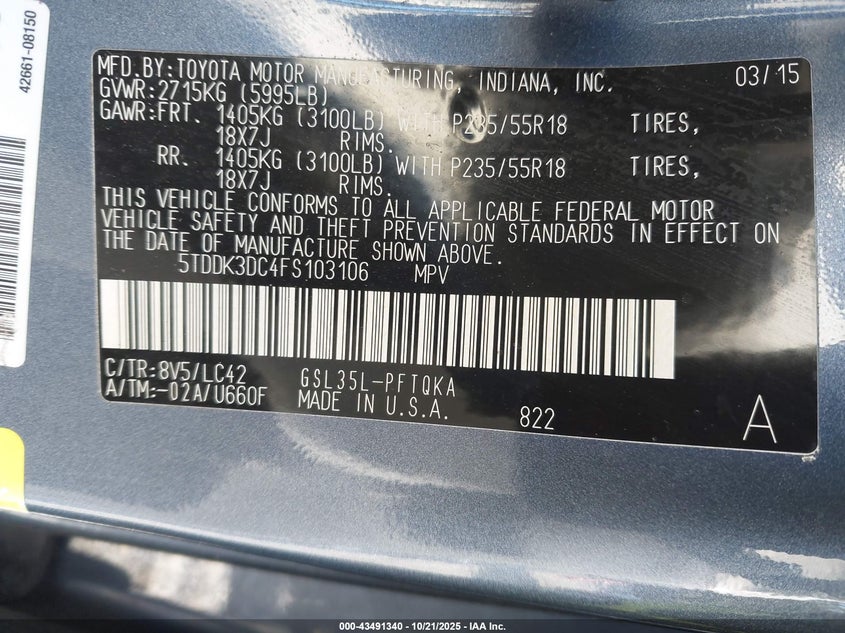 42661-08150
MFD.BY:TOYOTA MOTOR MANUFACTURING, INDIANA, INC. 03/15
GVWR:2715KG (5995LB)
GAWR:FRT. 1405KG (3100LB) WITH P235/55R18 TIRES,
18X7J RIMS.
RR. 1405KG (3100LB) WITH P235/55R18 TIRES,
18X7J RIMS.
THIS VEHICLE CONFORMS TO ALL APPLICABLE FEDERAL MOTOR
VEHICLE SAFETY AND THEFT PREVENTION STANDARDS IN EFFECT ON
THE DATE OF MANUFACTURE SHOWN ABOVE.
5TDDK3DC4FS103106 MPV
C/TR:8V5/LC42 GSL35L-PFTQKA
A/TM:-02A/U660F MADE IN U.S.A. 822 A
000-43491340 - 10/21/2025 - IAA Inc.